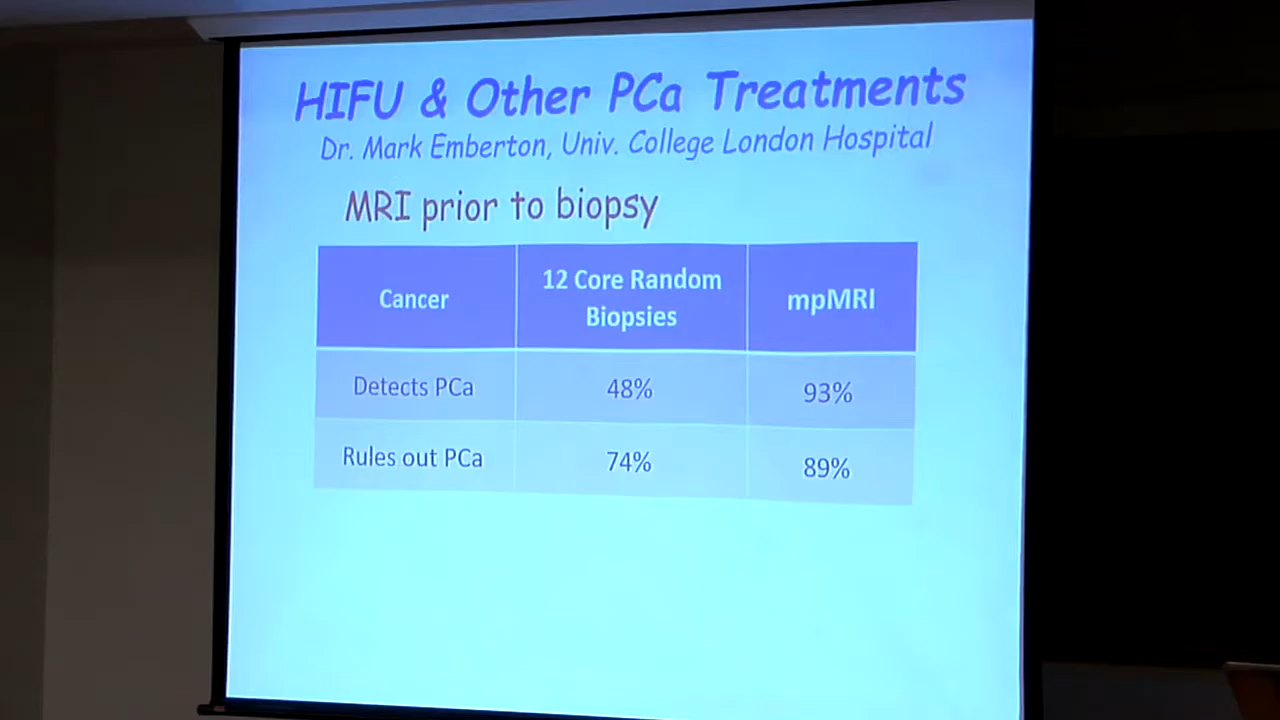 HIFU & Other PCa Treatments
Dr. Mark Emberton, Univ. College London Hospital
MRI prior to biopsy
Cancer
12 Core Random
Biopsies
mpMRI
Detects PCa 48% 93%
Rules out PCa 74% 89%